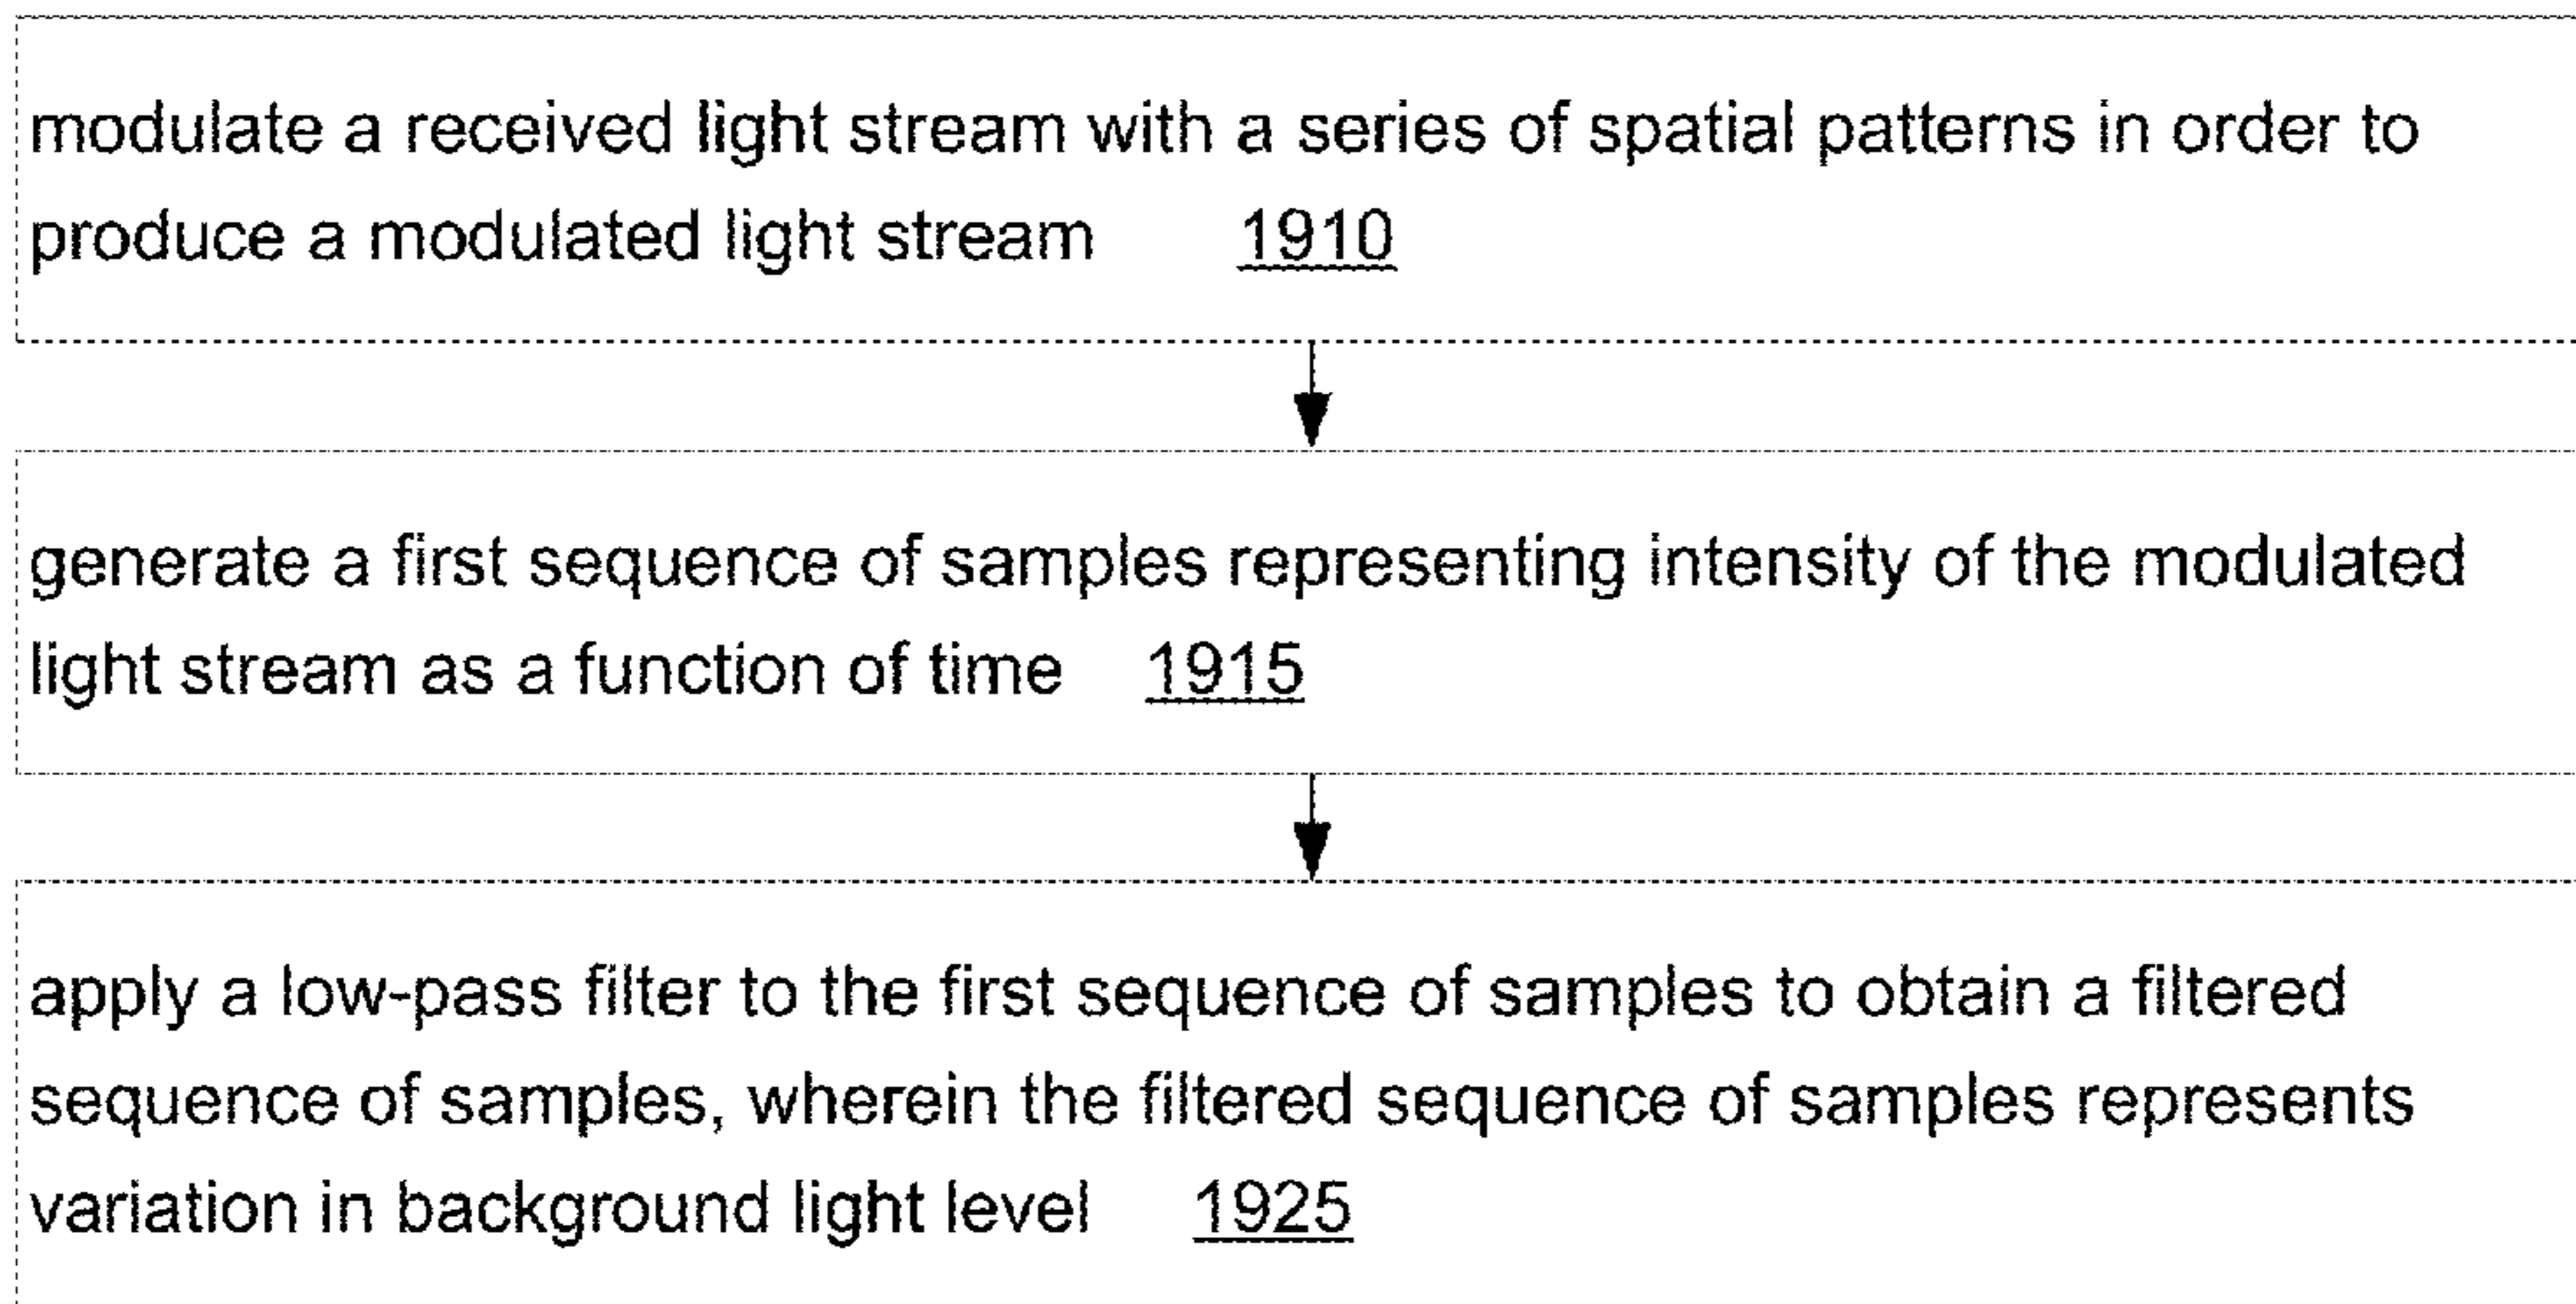 modulate a received light stream with a series of spatial patterns in order to
produce a modulated light stream 1910
generate a first sequence of samples representing intensity of the modulated
light stream as a function of time 1915
apply a low-pass filter to the first sequence of samples to obtain a filtered
sequence of samples, wherein the filtered sequence of samples represents
variation in background light level 1925